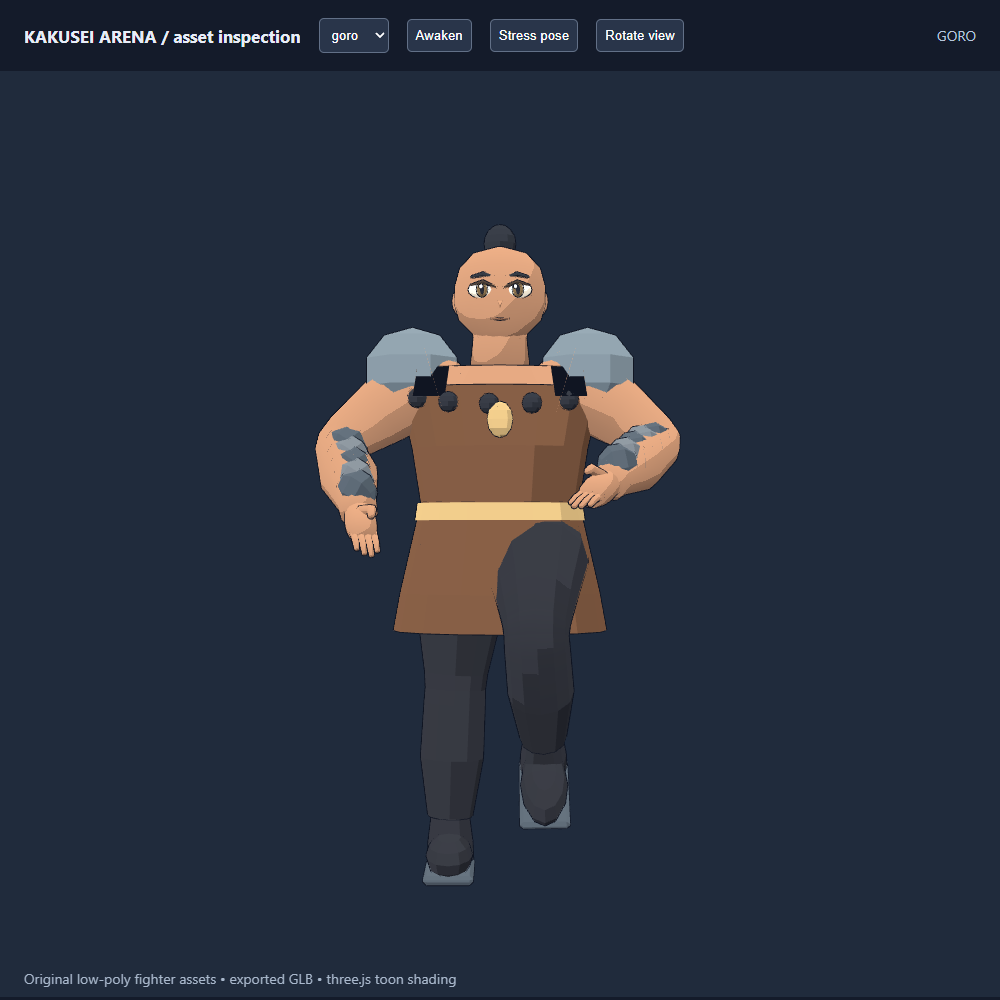 KAKUSEI ARENA / asset inspection
goro
Awaken
Stress pose
Rotate view
GORO
Original low-poly fighter assets • exported GLB • three.js toon shading